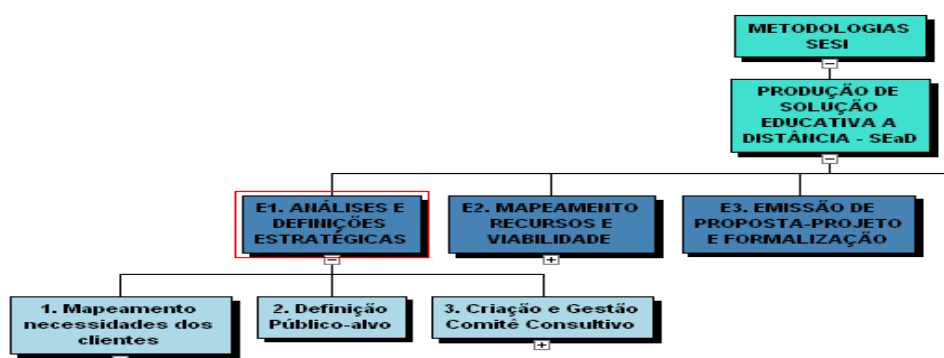 METODOLOGIAS
SESI
PRODUÇÃO DE
SOLUÇÃO
EDUCATIVA A
DISTÂNCIA - SEaD
E1. ANÁLISES E
DEFINIÇÕES
ESTRATÉGICAS
E2. MAPEAMENTO
RECURSOS E
VIABILIDADE
E3. EMISSÃO DE
PROPOSTA-PROJETO
E FORMALIZAÇÃO
1. Mapeamento
necessidades dos
clientes
2. Definição
Público-alvo
3. Criação e Gestão
Comitê Consultivo